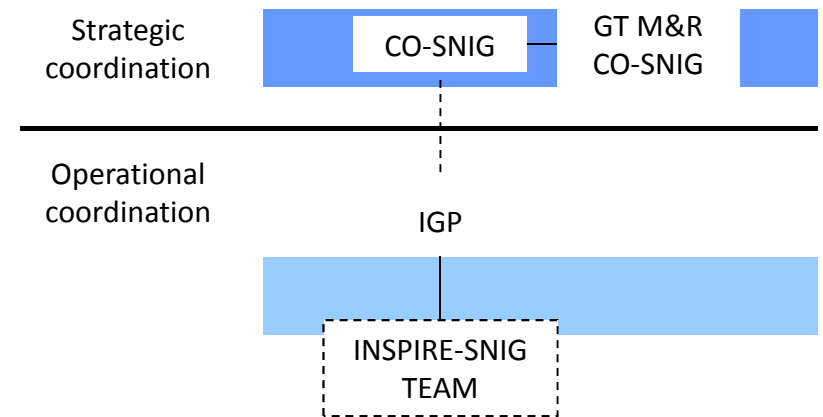 Strategic
coordination
CO-SNIG
GT M&R
CO-SNIG
Operational
coordination
IGP
INSPIRE-SNIG
TEAM